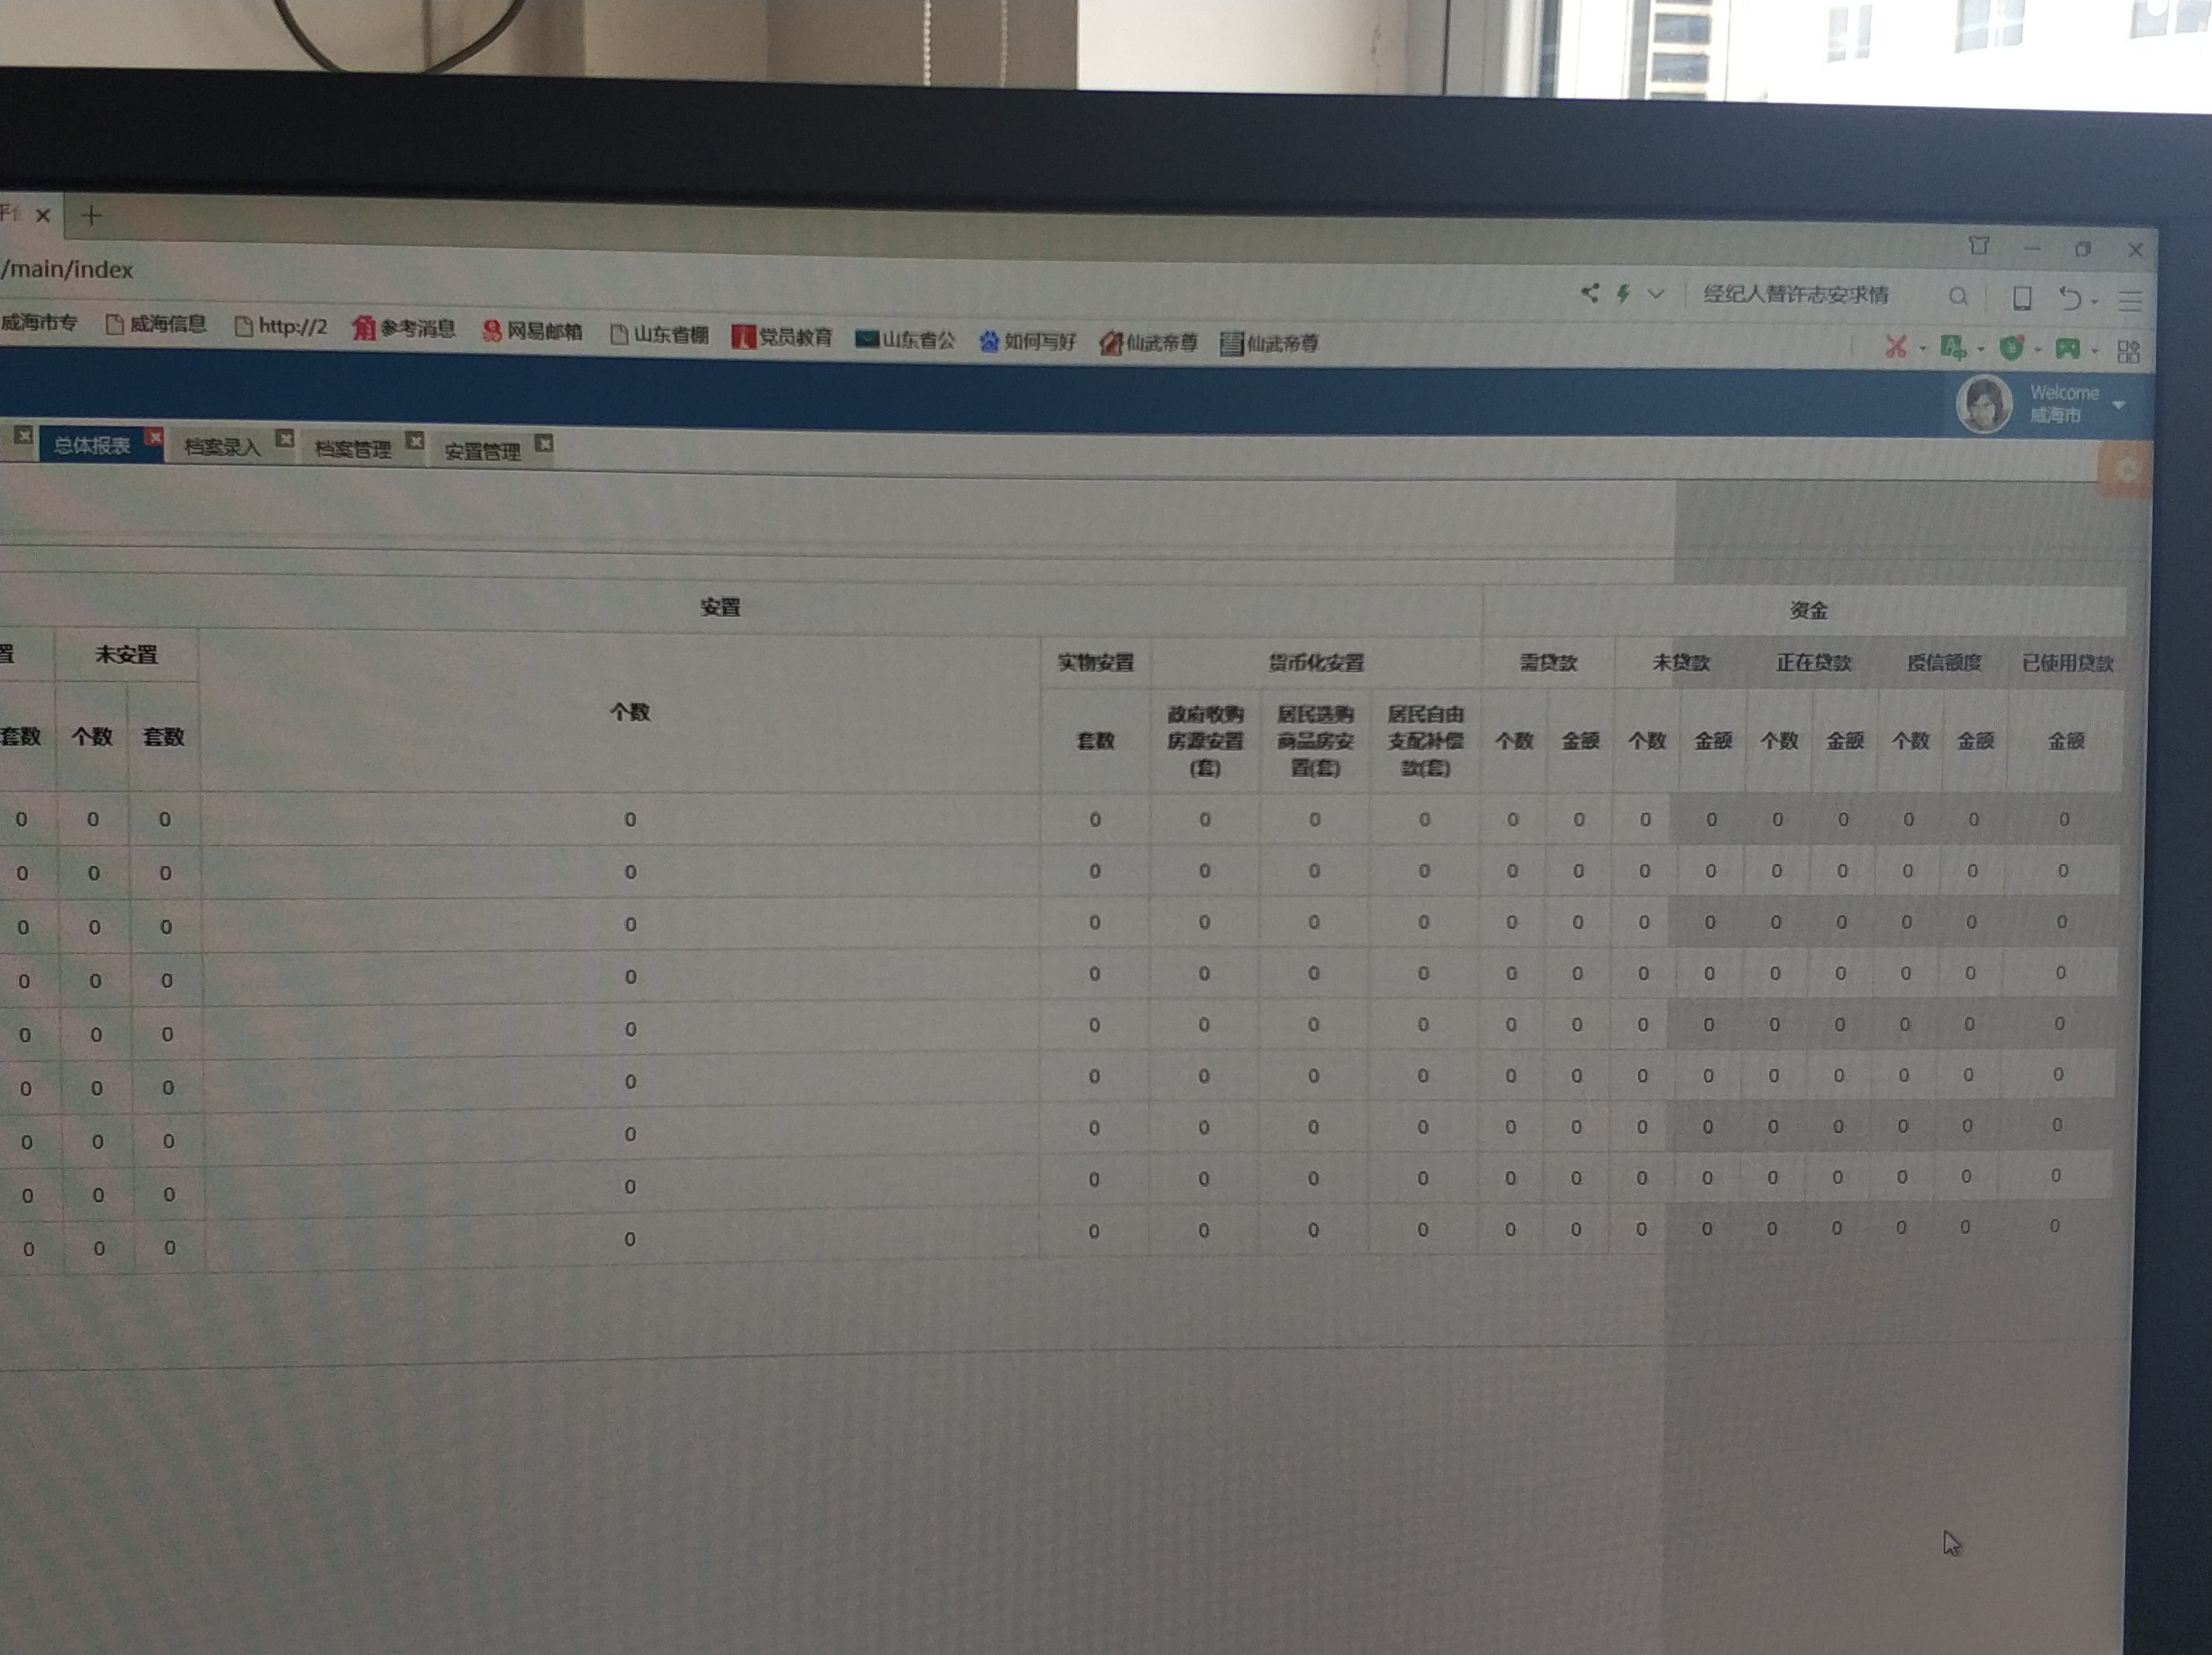 /main/index
经纪人替许志安求情
威海市专 威海信息 http://2 参考消息 网易邮箱 山东省棚 党员教育 山东省公 如何写好 仙武帝尊 仙武帝尊
Welcome
威海市
总体报表 档案录入 档案管理 安置管理
安置 资金
置 未安置 个数 实物安置 货币化安置 需贷款 未贷款 正在贷款 授信额度 已使用贷款
套数 个数 套数 套数 政府收购房源安置(套) 居民选购商品房安置(套) 居民自由支配补偿款(套) 个数 金额 个数 金额 个数 金额 个数 金额 金额
0 0 0 0 0 0 0 0 0 0 0 0 0 0 0 0 0
0 0 0 0 0 0 0 0 0 0 0 0 0 0 0 0 0
0 0 0 0 0 0 0 0 0 0 0 0 0 0 0 0 0
0 0 0 0 0 0 0 0 0 0 0 0 0 0 0 0 0
0 0 0 0 0 0 0 0 0 0 0 0 0 0 0 0 0
0 0 0 0 0 0 0 0 0 0 0 0 0 0 0 0 0
0 0 0 0 0 0 0 0 0 0 0 0 0 0 0 0 0
0 0 0 0 0 0 0 0 0 0 0 0 0 0 0 0 0
0 0 0 0 0 0 0 0 0 0 0 0 0 0 0 0 0